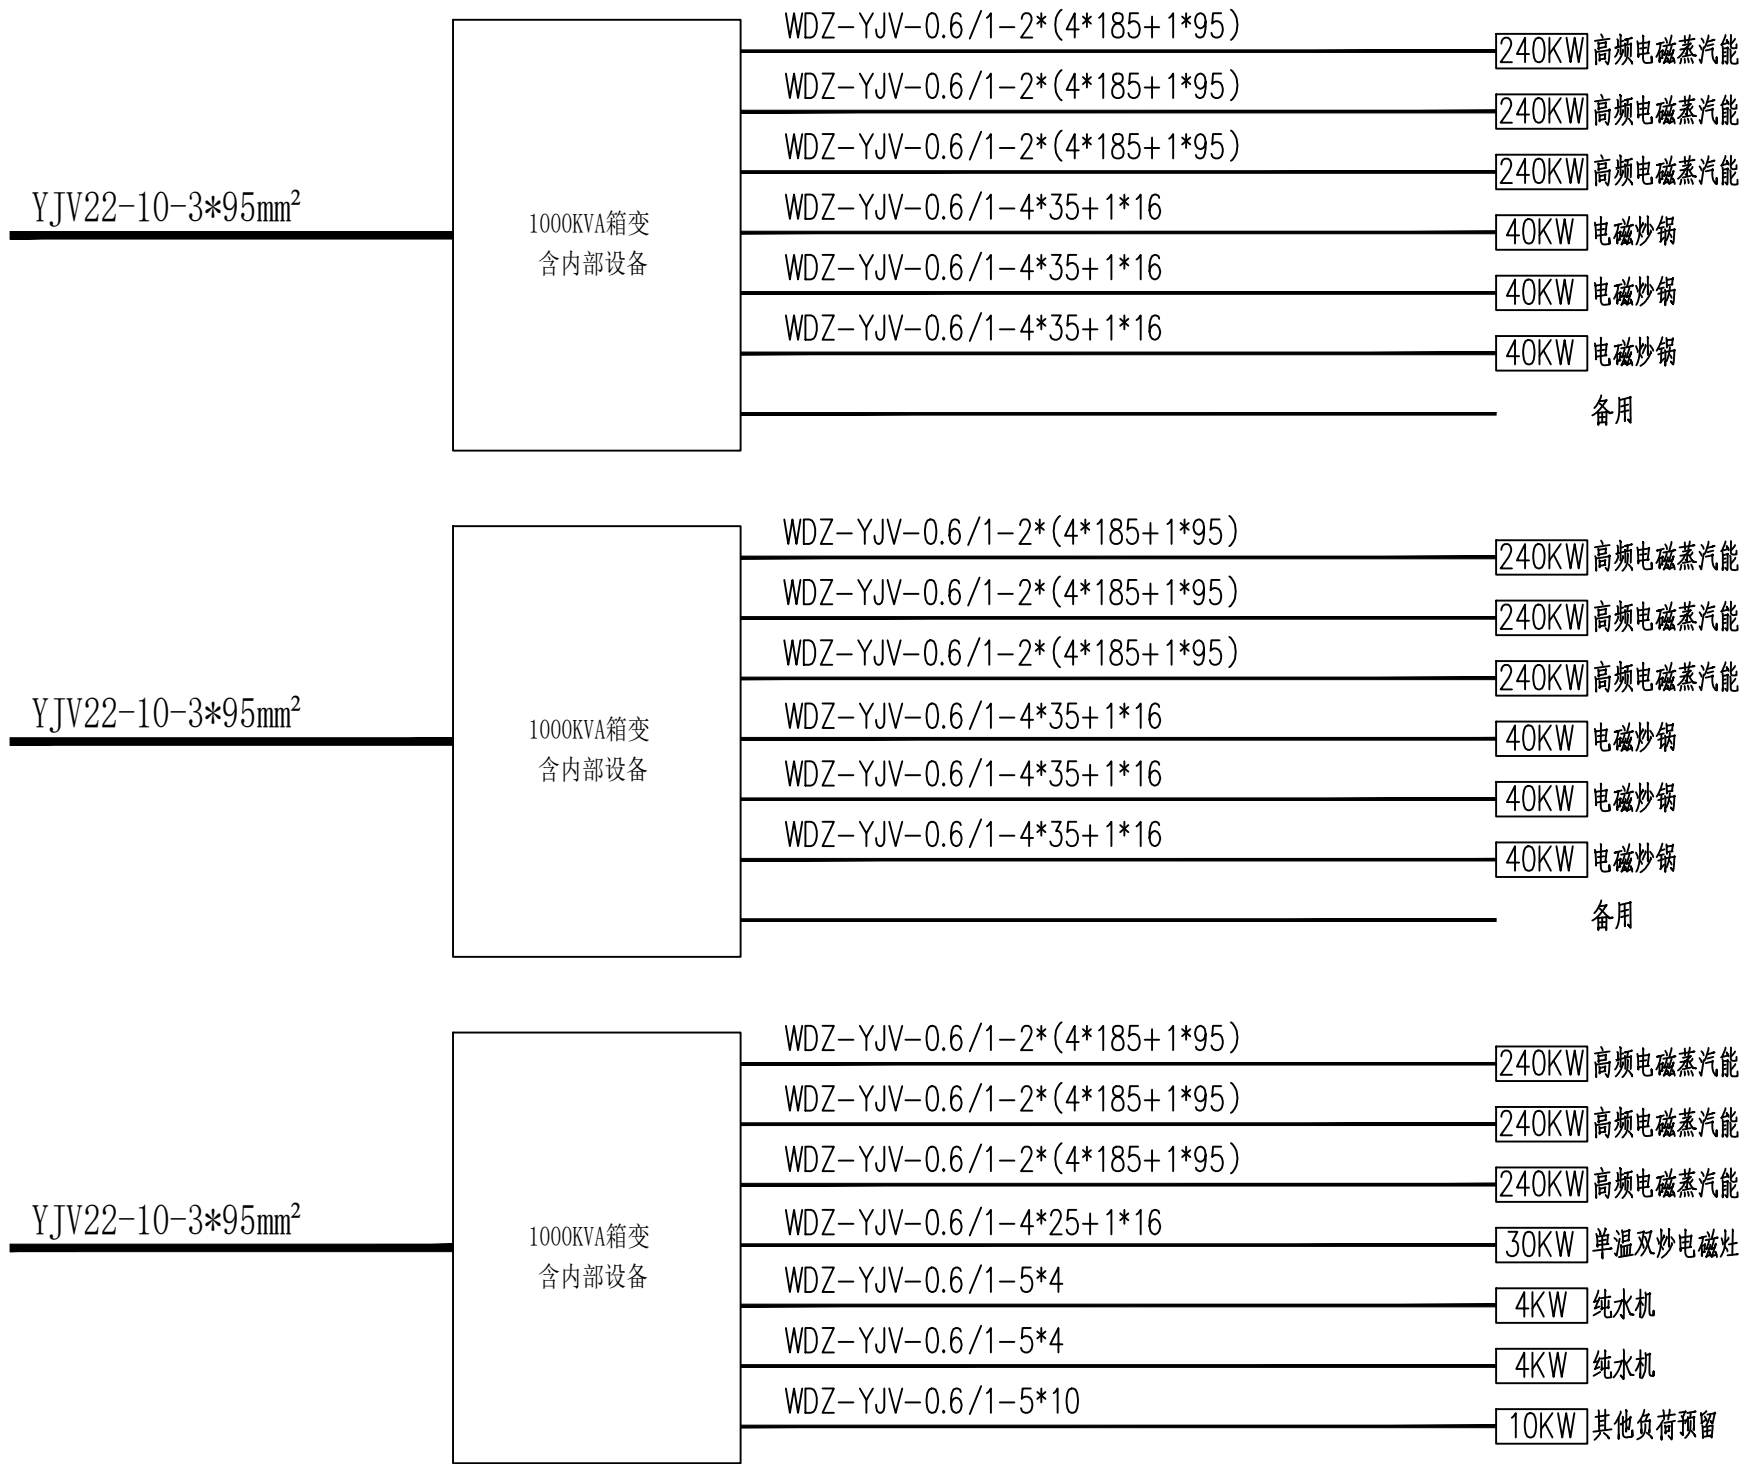 WDZ-YJV-0.6/1-2*(4*185+1*95)
240KW 高频电磁蒸汽能
WDZ-YJV-0.6/1-2*(4*185+1*95)
240KW 高频电磁蒸汽能
WDZ-YJV-0.6/1-2*(4*185+1*95)
240KW 高频电磁蒸汽能
YJV22-10-3*95mm²
1000KVA箱变
含内部设备
WDZ-YJV-0.6/1-4*35+1*16
40KW 电磁炒锅
WDZ-YJV-0.6/1-4*35+1*16
40KW 电磁炒锅
WDZ-YJV-0.6/1-4*35+1*16
40KW 电磁炒锅
备用
WDZ-YJV-0.6/1-2*(4*185+1*95)
240KW 高频电磁蒸汽能
WDZ-YJV-0.6/1-2*(4*185+1*95)
240KW 高频电磁蒸汽能
WDZ-YJV-0.6/1-2*(4*185+1*95)
240KW 高频电磁蒸汽能
YJV22-10-3*95mm²
1000KVA箱变
含内部设备
WDZ-YJV-0.6/1-4*35+1*16
40KW 电磁炒锅
WDZ-YJV-0.6/1-4*35+1*16
40KW 电磁炒锅
WDZ-YJV-0.6/1-4*35+1*16
40KW 电磁炒锅
备用
WDZ-YJV-0.6/1-2*(4*185+1*95)
240KW 高频电磁蒸汽能
WDZ-YJV-0.6/1-2*(4*185+1*95)
240KW 高频电磁蒸汽能
WDZ-YJV-0.6/1-2*(4*185+1*95)
240KW 高频电磁蒸汽能
YJV22-10-3*95mm²
1000KVA箱变
含内部设备
WDZ-YJV-0.6/1-4*25+1*16
30KW 单温双炒电磁灶
WDZ-YJV-0.6/1-5*4
4KW 纯水机
WDZ-YJV-0.6/1-5*4
4KW 纯水机
WDZ-YJV-0.6/1-5*10
10KW 其他负荷预留